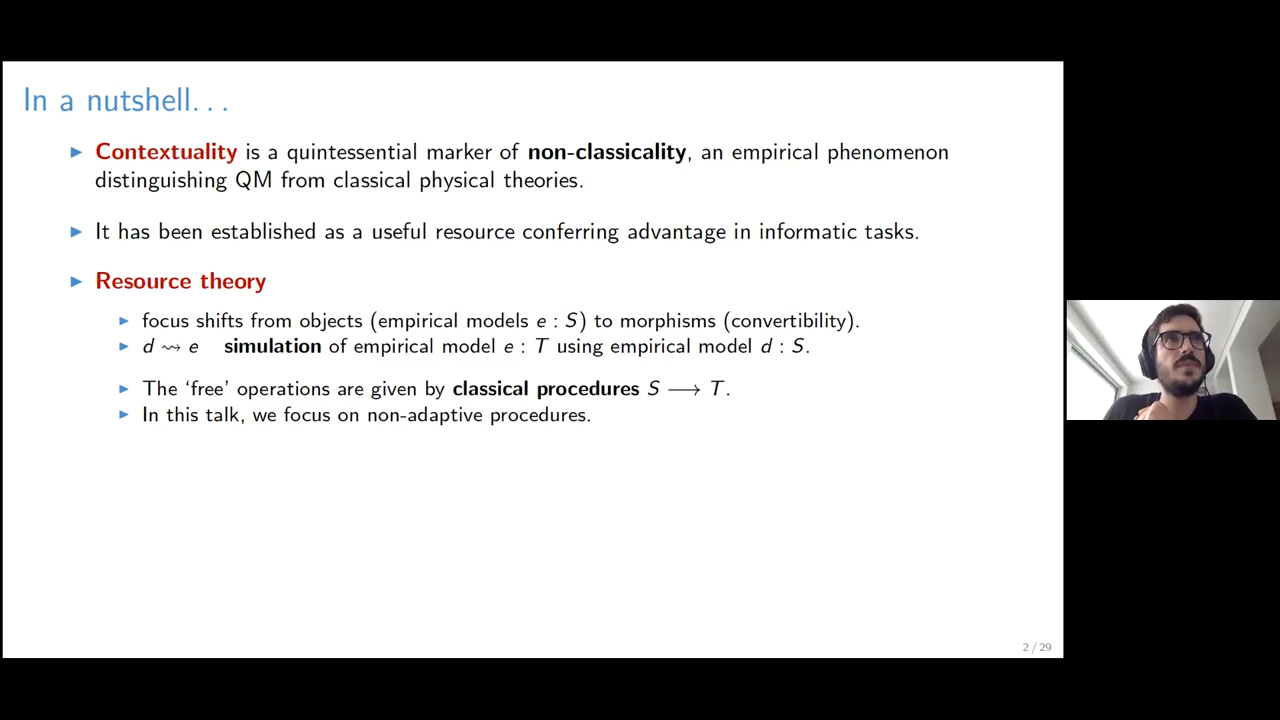 In a nutshell. . .
▶ Contextuality is a quintessential marker of non-classicality, an empirical phenomenon
distinguishing QM from classical physical theories.
▶ It has been established as a useful resource conferring advantage in informatic tasks.
▶ Resource theory
▶ focus shifts from objects (empirical models e : S) to morphisms (convertibility).
▶ d ⇝ e simulation of empirical model e : T using empirical model d : S.
▶ The ‘free’ operations are given by classical procedures S ⟶ T.
▶ In this talk, we focus on non-adaptive procedures.
2 / 29